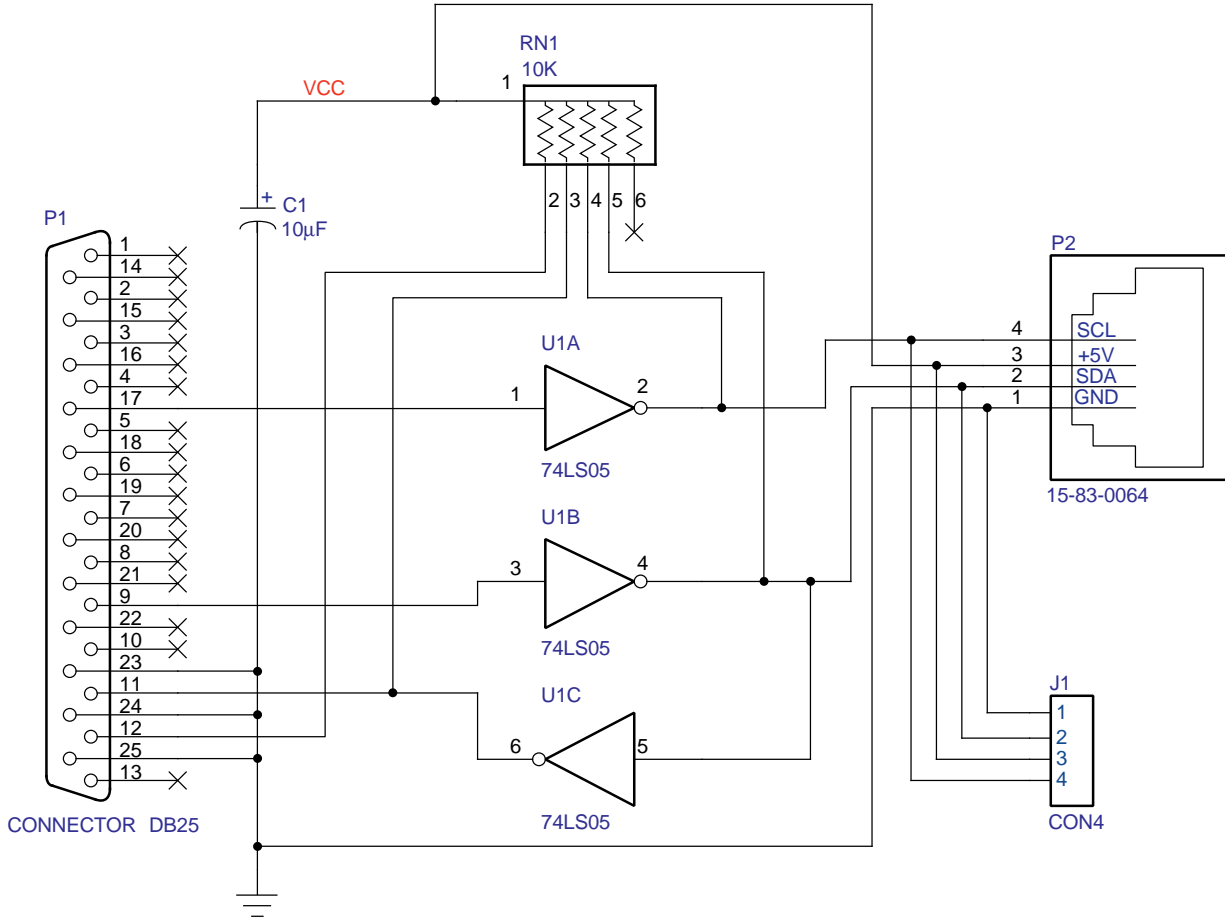 RN1
10K
1
VCC
2 3 4 5 6
+
C1
10µF
P1
1
14
2
15
3
16
4
17
5
18
6
19
7
20
8
21
9
22
10
23
11
24
12
25
13
CONNECTOR DB25
U1A
1
2
74LS05
U1B
3
4
74LS05
U1C
6
5
74LS05
P2
4 SCL
3 +5V
2 SDA
1 GND
15-83-0064
J1
1
2
3
4
CON4